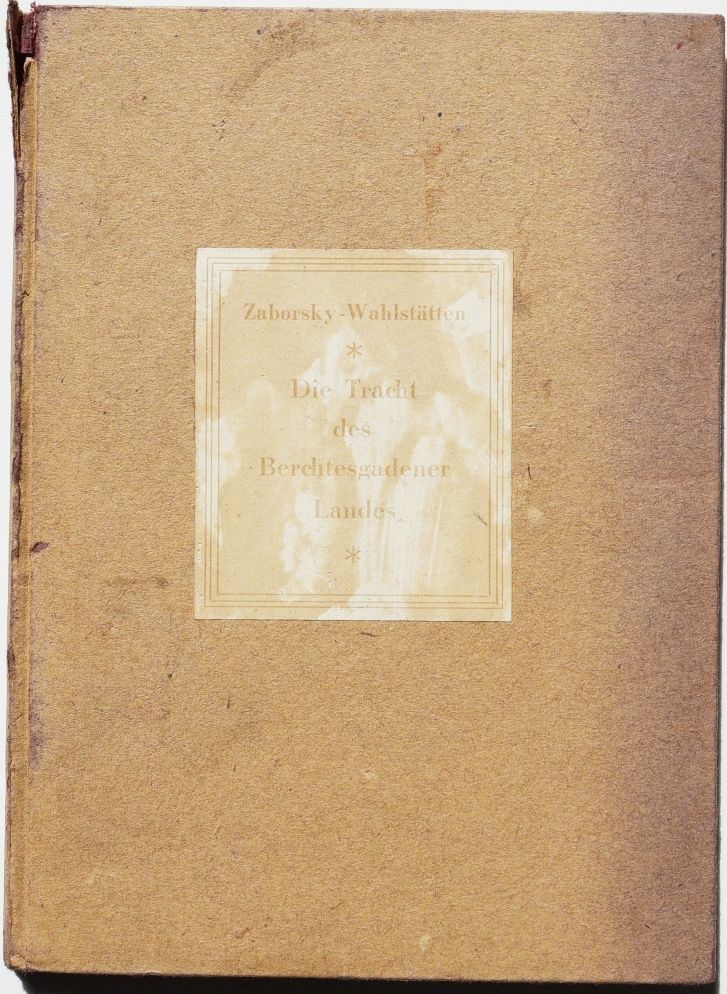 Zaborsky-Wahlstätten
*
Die Tracht
des
Berchtesgadener
Landes
*